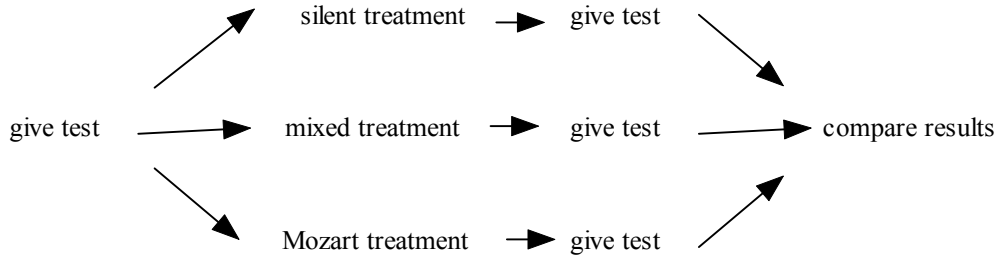 silent treatment give test
give test mixed treatment give test compare results
Mozart treatment give test